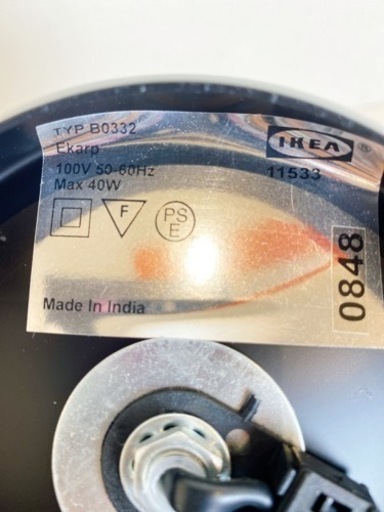 TYP B0332
IKEA
Ekarp
100V 50-60Hz
11533
Max 40W
F
PS
E
0848
Made In India